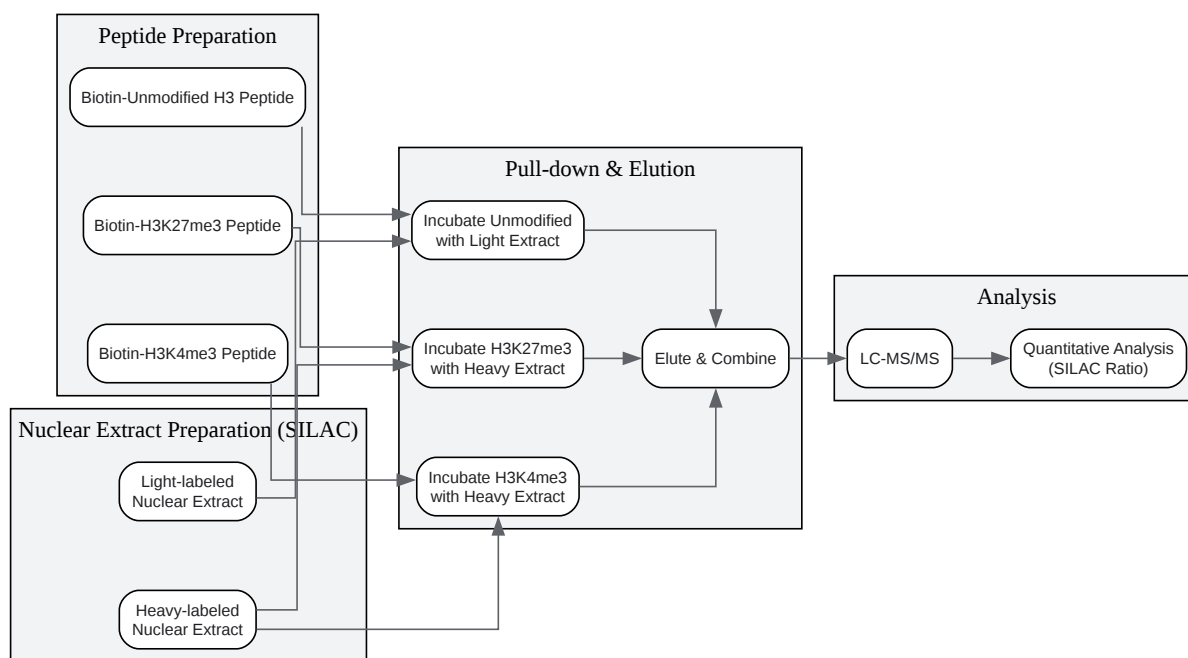 Peptide Preparation
Biotin-Unmodified H3 Peptide
Biotin-H3K27me3 Peptide
Biotin-H3K4me3 Peptide
Nuclear Extract Preparation (SILAC)
Light-labeled
Nuclear Extract
Heavy-labeled
Nuclear Extract
Pull-down & Elution
Incubate Unmodified
with Light Extract
Incubate H3K27me3
with Heavy Extract
Incubate H3K4me3
with Heavy Extract
Elute & Combine
Analysis
LC-MS/MS
Quantitative Analysis
(SILAC Ratio)